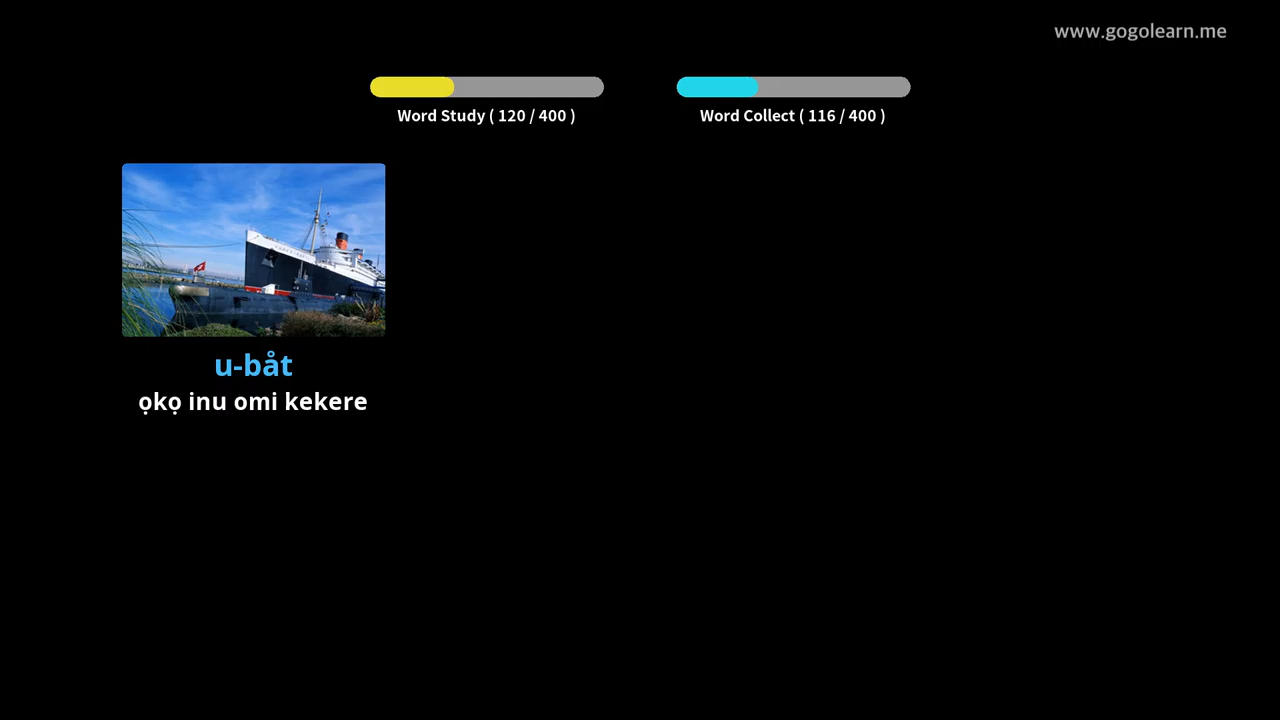 www.gogolearn.me
Word Study ( 120 / 400 )
Word Collect ( 116 / 400 )
u-båt
ọkọ inu omi kekere